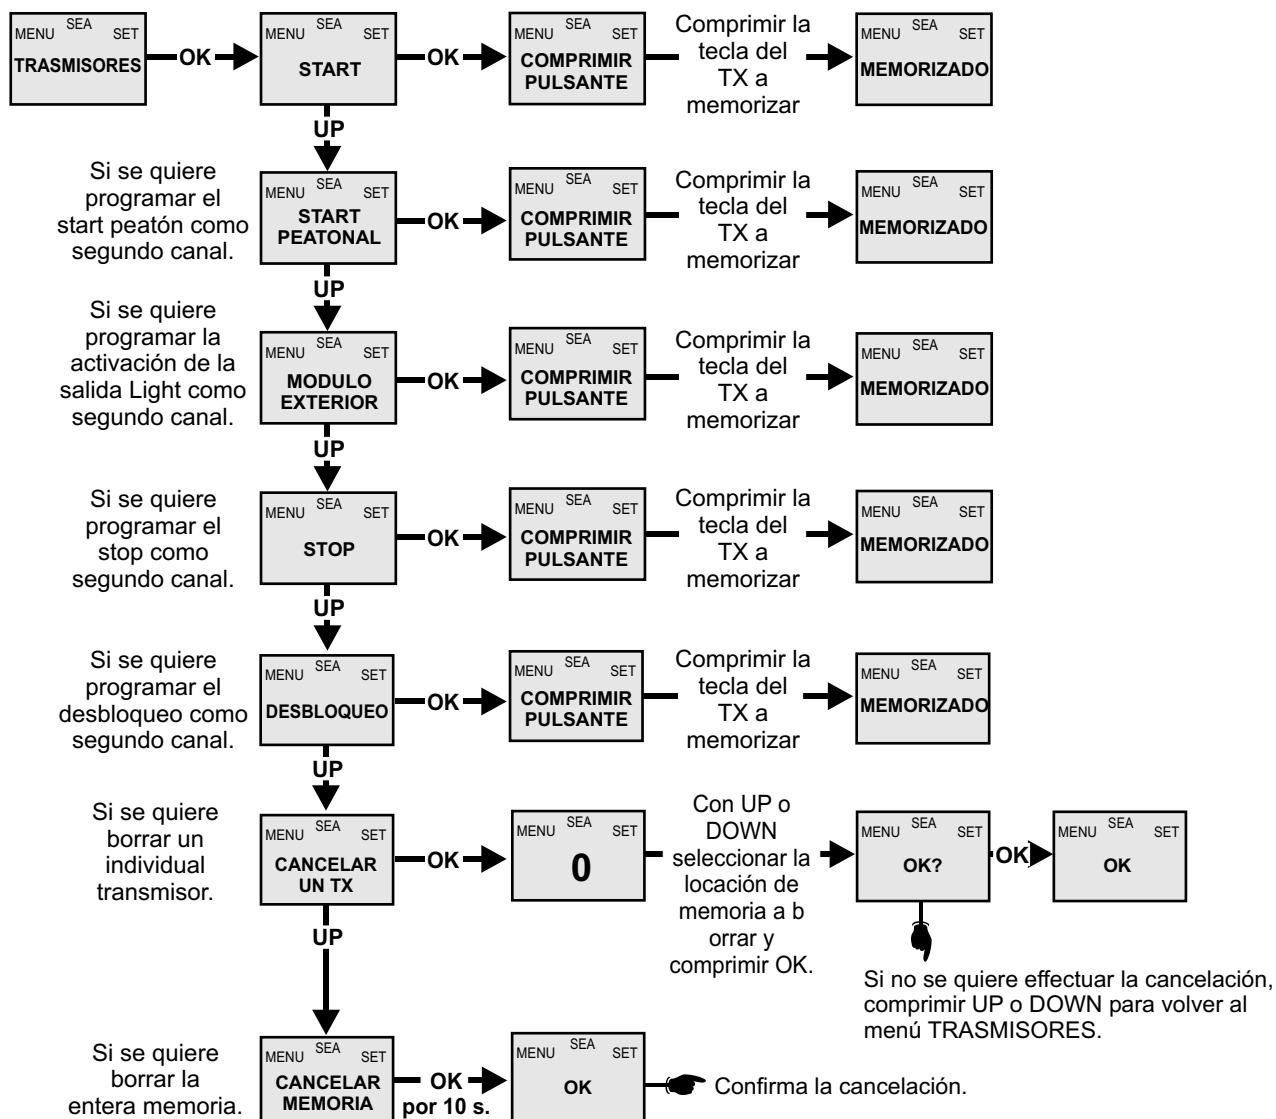 MENU SEA SET
TRASMISORES
OK
MENU SEA SET
START
OK
MENU SEA SET
COMPRIMIR
PULSANTE
Comprimir la
tecla del
TX a
memorizar
MENU SEA SET
MEMORIZADO
UP
Si se quiere
programar el
start peatón como
segundo canal.
MENU SEA SET
START
PEATONAL
OK
MENU SEA SET
COMPRIMIR
PULSANTE
Comprimir la
tecla del
TX a
memorizar
MENU SEA SET
MEMORIZADO
UP
Si se quiere
programar la
activación de la
salida Light como
segundo canal.
MENU SEA SET
MODULO
EXTERIOR
OK
MENU SEA SET
COMPRIMIR
PULSANTE
Comprimir la
tecla del
TX a
memorizar
MENU SEA SET
MEMORIZADO
UP
Si se quiere
programar el
stop como
segundo canal.
MENU SEA SET
STOP
OK
MENU SEA SET
COMPRIMIR
PULSANTE
Comprimir la
tecla del
TX a
memorizar
MENU SEA SET
MEMORIZADO
UP
Si se quiere
programar el
desbloqueo como
segundo canal.
MENU SEA SET
DESBLOQUEO
OK
MENU SEA SET
COMPRIMIR
PULSANTE
Comprimir la
tecla del
TX a
memorizar
MENU SEA SET
MEMORIZADO
UP
Si se quiere
borrar un
individual
transmisor.
MENU SEA SET
CANCELAR
UN TX
OK
MENU SEA SET
0
Con UP o
DOWN
seleccionar la
locación de
memoria a b
orrar y
comprimir OK.
MENU SEA SET
OK?
OK
MENU SEA SET
OK
Si no se quiere effectuar la cancelación,
comprimir UP o DOWN para volver al
menú TRASMISORES.
UP
Si se quiere
borrar la
entera memoria.
MENU SEA SET
CANCELAR
MEMORIA
OK
por 10 s.
MENU SEA SET
OK
Confirma la cancelación.